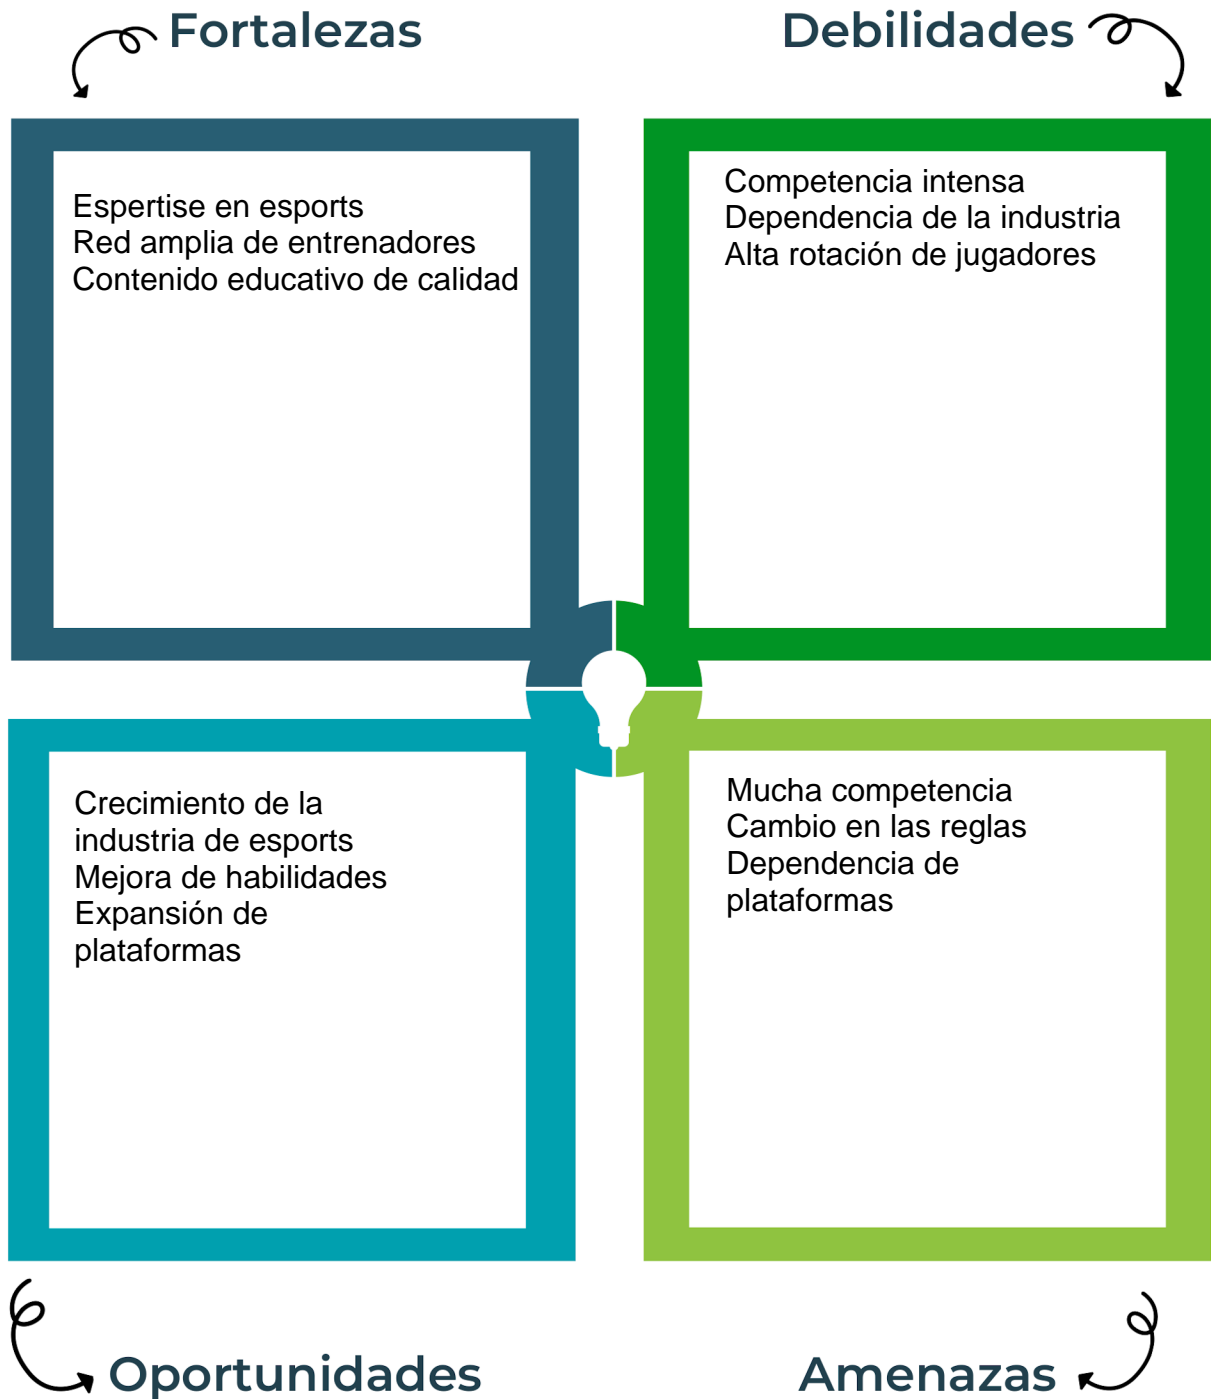 Fortalezas
Espertise en esports
Red amplia de entrenadores
Contenido educativo de calidad
Debilidades
Competencia intensa
Dependencia de la industria
Alta rotación de jugadores
Crecimiento de la
industria de esports
Mejora de habilidades
Expansión de
plataformas
Oportunidades
Mucha competencia
Cambio en las reglas
Dependencia de
plataformas
Amenazas